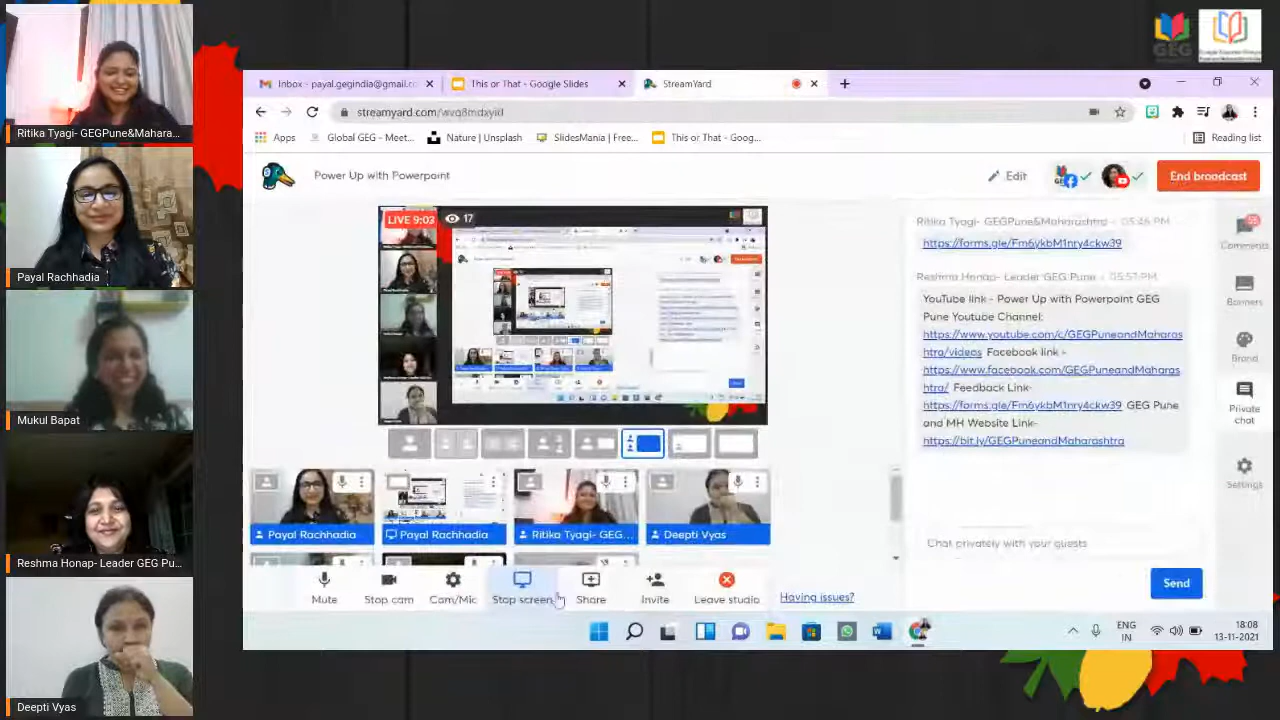 Ritika Tyagi- GEGPune&Mahara...
Payal Rachhadia
Mukul Bapat
Reshma Honap- Leader GEG Pu...
Deepti Vyas
GEG
Inbox - payal.gegindia@gmail.co
This or That - Google Slides
StreamYard
streamyard.com/wvq8mdxyikl
Apps
Global GEG - Meet...
Nature | Unsplash
SlidesMania | Free...
This or That - Goog...
Reading list
Power Up with Powerpoint
Edit
End broadcast
LIVE 9:03
17
Ritika Tyagi- GEGPune&Maharashtra - 05:46 PM
https://forms.gle/Fm6ykbM1nry4ckw39
Reshma Honap- Leader GEG Pune - 05:57 PM
YouTube link - Power Up with Powerpoint GEG
Pune Youtube Channel:
https://www.youtube.com/c/GEGPuneandMaharas
htra/videos Facebook link -
https://www.facebook.com/GEGPuneandMaharas
htra/ Feedback Link-
https://forms.gle/Fm6ykbM1nry4ckw39 GEG Pune
and MH Website Link-
https://bit.ly/GEGPuneandMaharashtra
Chat privately with your guests
Send
Comments
Banners
Brand
Private
chat
Settings
Payal Rachhadia
Payal Rachhadia
Ritika Tyagi- GEG...
Deepti Vyas
Mute
Stop cam
Cam/Mic
Stop screen
Share
Invite
Leave studio
Having issues?
ENG
IN
18:08
13-11-2021